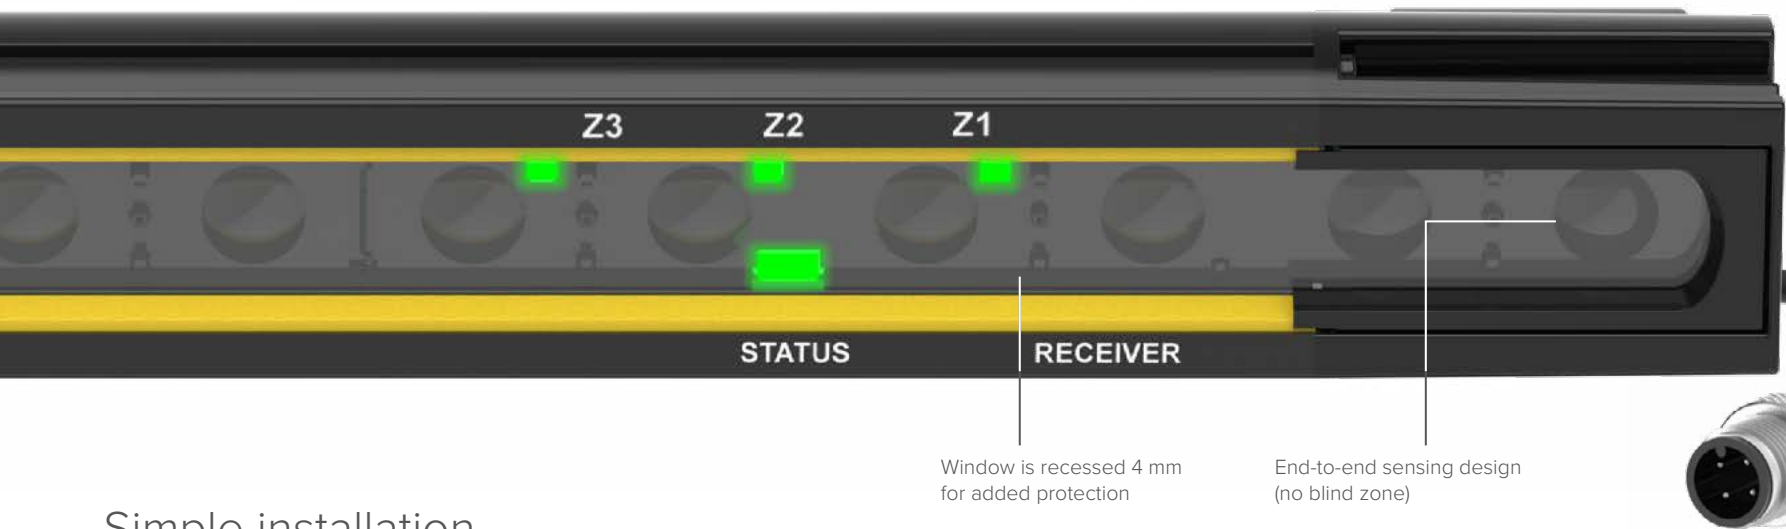 Z3 Z2 Z1
STATUS RECEIVER
Window is recessed 4 mm
for added protection
End-to-end sensing design
(no blind zone)
Simple installation